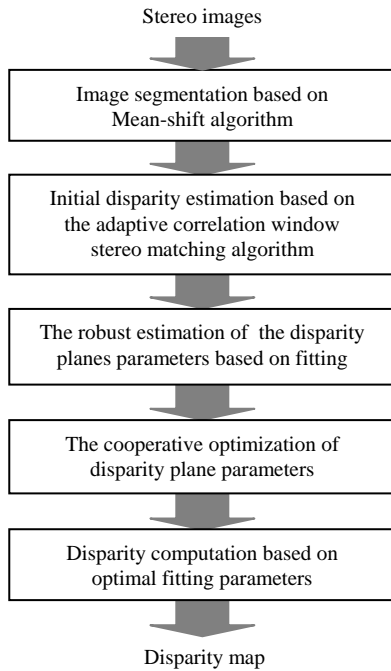 Stereo images
Image segmentation based on
Mean-shift algorithm
Initial disparity estimation based on
the adaptive correlation window
stereo matching algorithm
The robust estimation of the disparity
planes parameters based on fitting
The cooperative optimization of
disparity plane parameters
Disparity computation based on
optimal fitting parameters
Disparity map